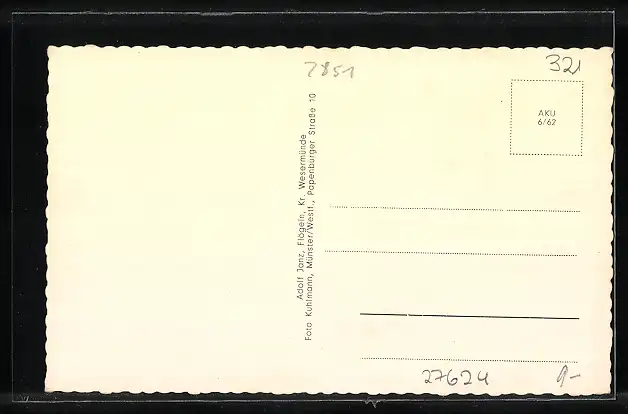 7851
321
AKU
6/62
Adolf Janz, Flögeln, Kr. Wesermünde
Foto Kuhlmann, Münster/Westf., Papenburger Straße 10
27624
9-